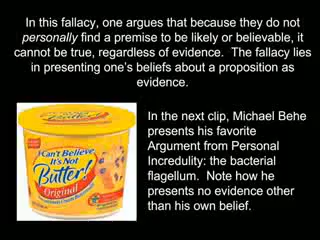 In this fallacy, one argues that because they do not
personally find a premise to be likely or believable, it
cannot be true, regardless of evidence.  The fallacy lies
in presenting one's beliefs about a proposition as
evidence.
I Can't Believe
It's Not
Butter!
Original
In the next clip, Michael Behe
presents his favorite
Argument from Personal
Incredulity: the bacterial
flagellum.  Note how he
presents no evidence other
than his own belief.